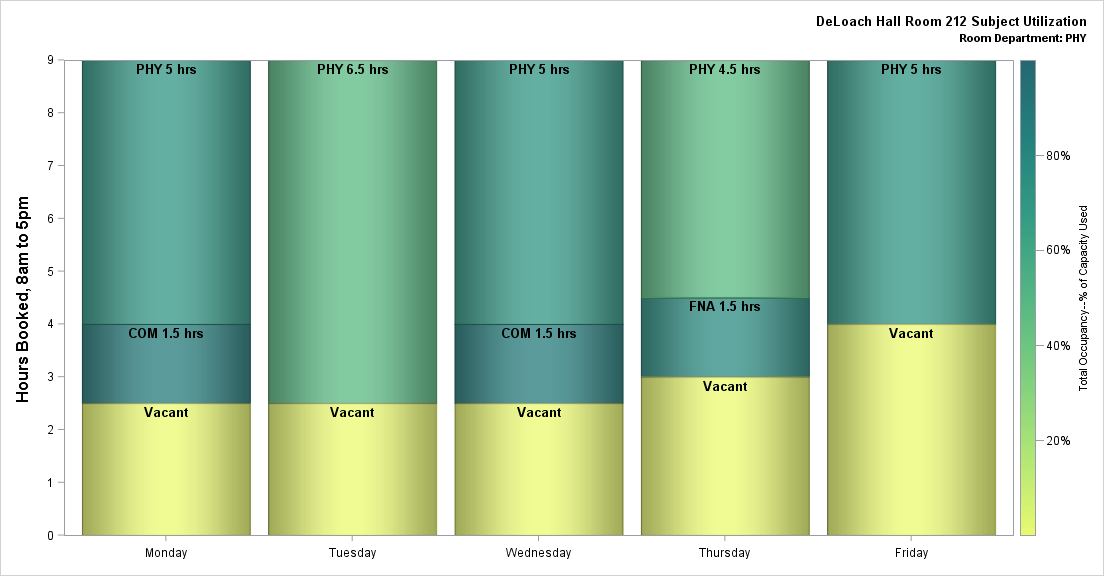 DeLoach Hall Room 212 Subject Utilization
Room Department: PHY
Hours Booked, 8am to 5pm
9
8
7
6
5
4
3
2
1
0
PHY 5 hrs
COM 1.5 hrs
Vacant
PHY 6.5 hrs
Vacant
PHY 5 hrs
COM 1.5 hrs
Vacant
PHY 4.5 hrs
FNA 1.5 hrs
Vacant
PHY 5 hrs
Vacant
Monday
Tuesday
Wednesday
Thursday
Friday
80%
60%
40%
20%
Total Occupancy--% of Capacity Used